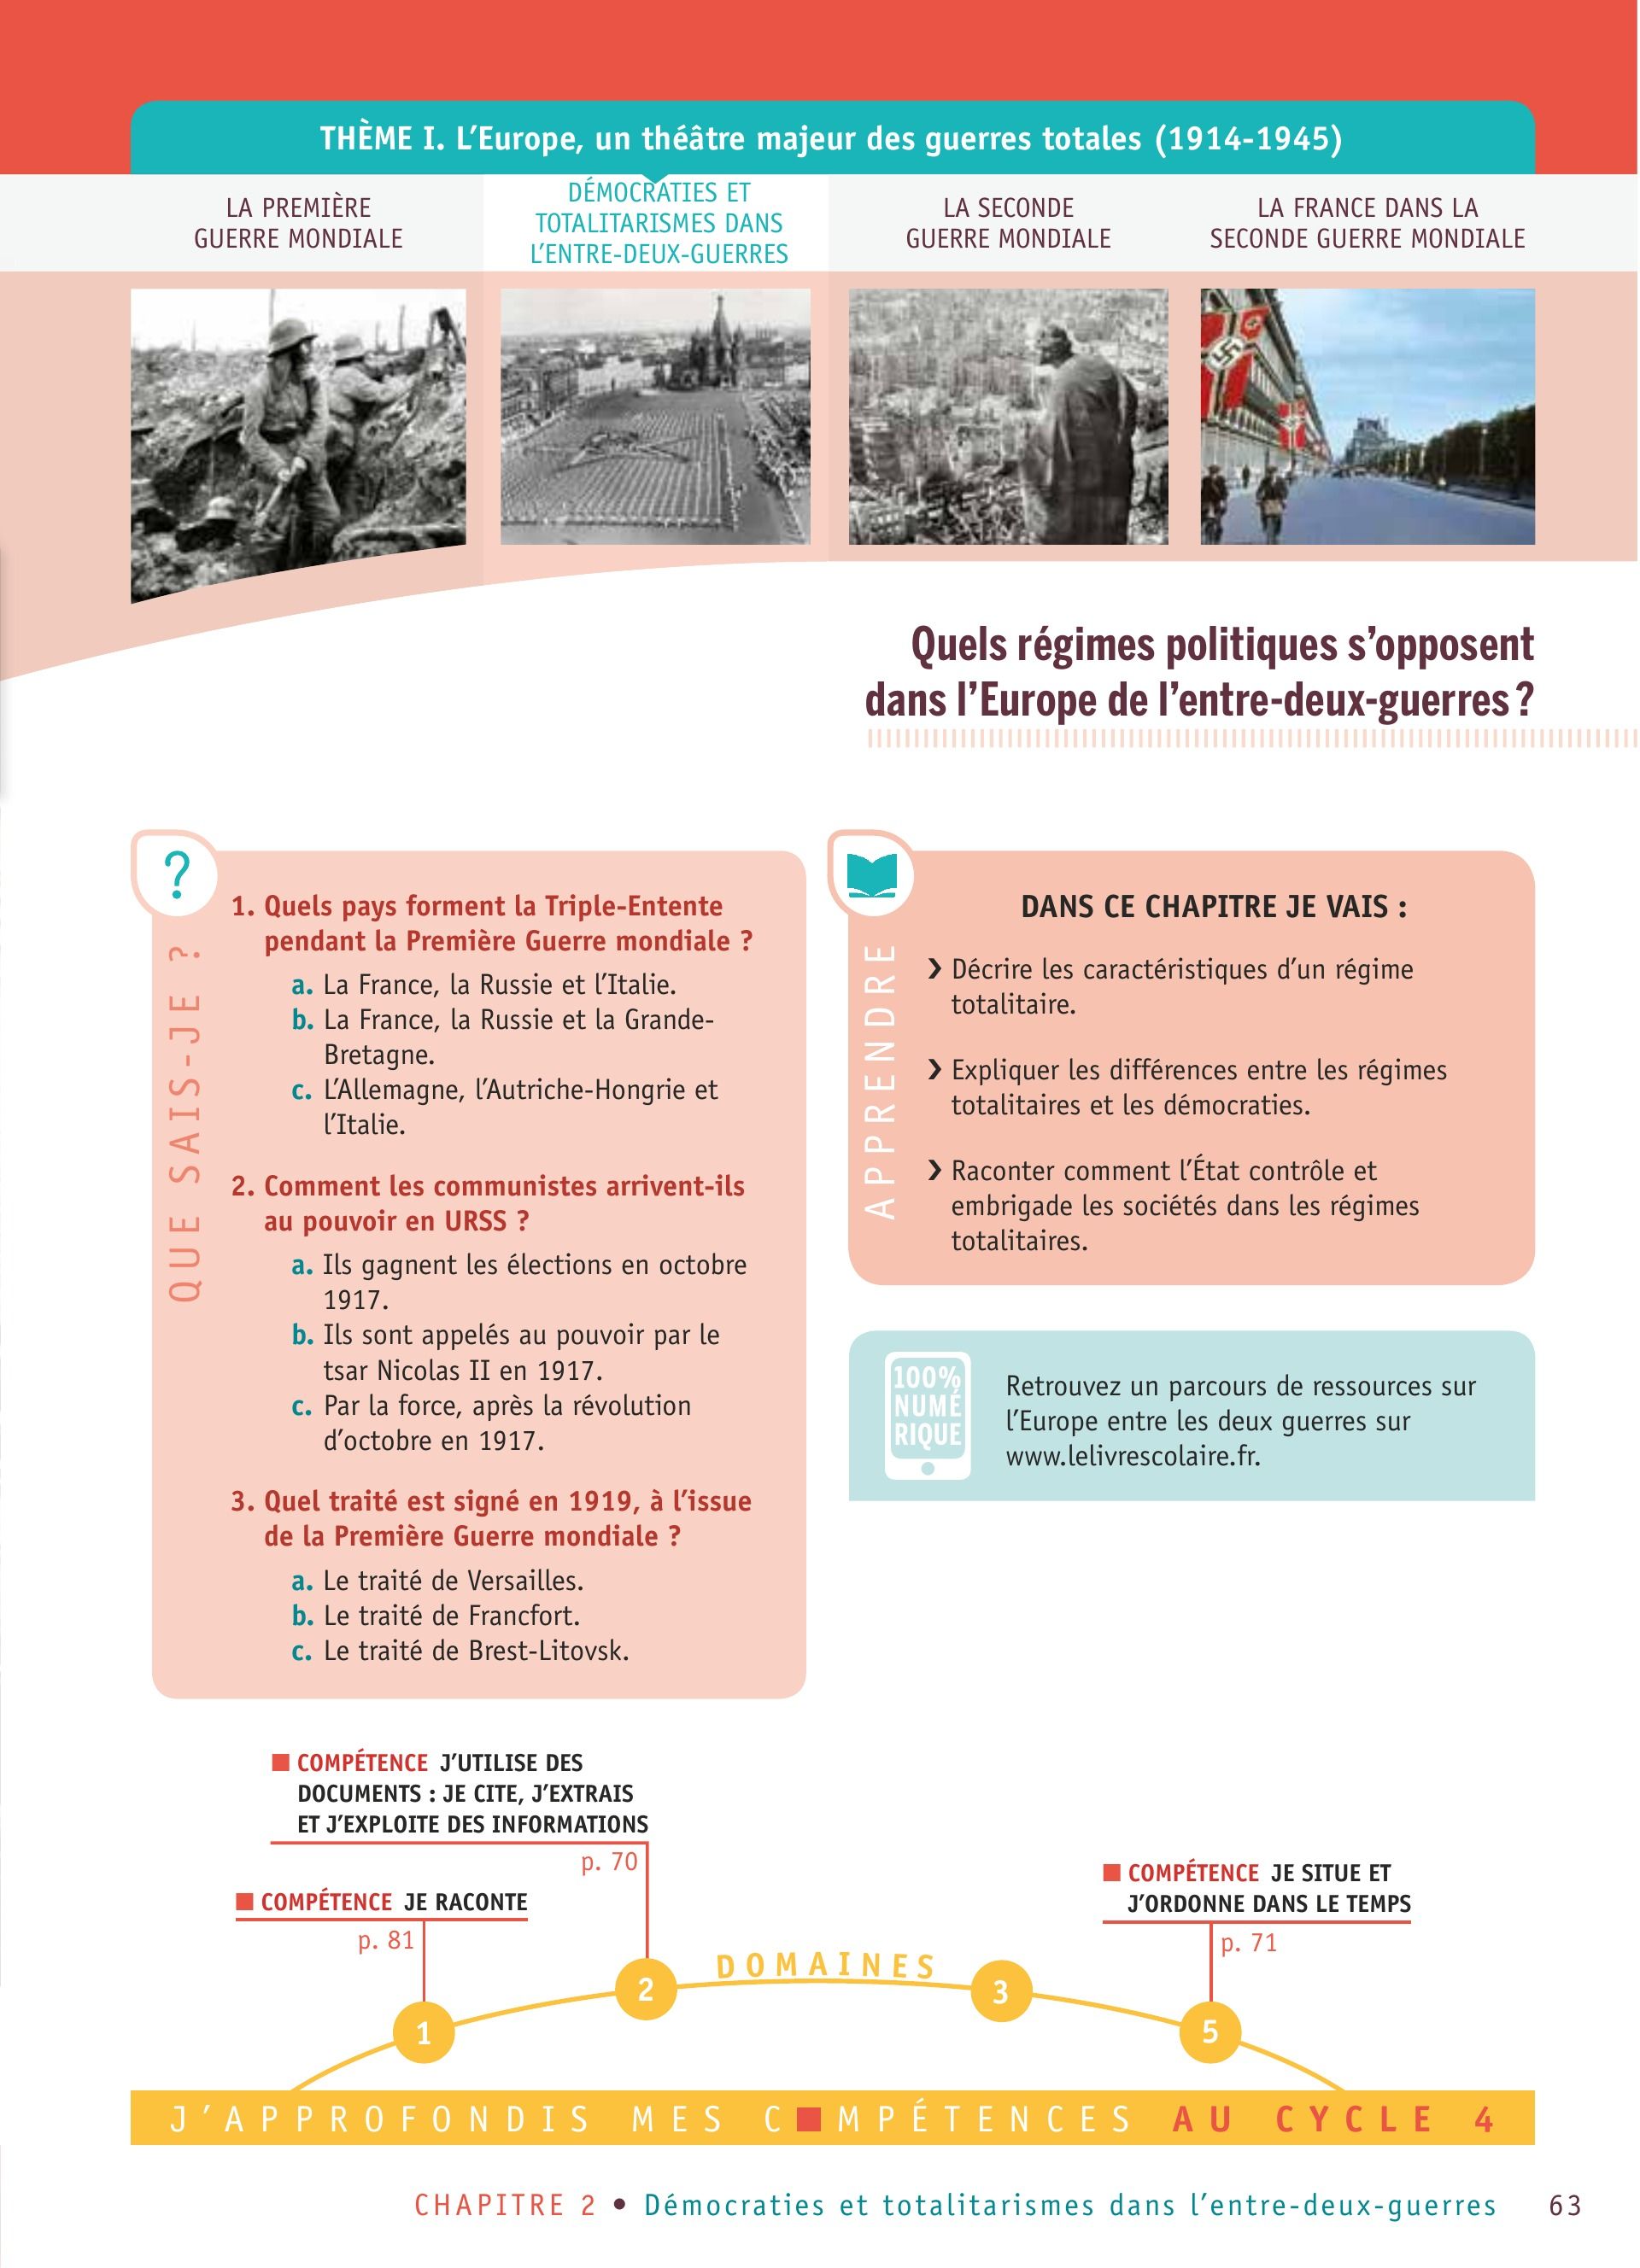 THÈME I. L'Europe, un théâtre majeur des guerres totales (1914-1945)
LA PREMIÈRE
GUERRE MONDIALE
DÉMOCRATIES ET
TOTALITARISMES DANS
L'ENTRE-DEUX-GUERRES
LA SECONDE
GUERRE MONDIALE
LA FRANCE DANS LA
SECONDE GUERRE MONDIALE
Quels régimes politiques s'opposent
dans l'Europe de l'entre-deux-guerres ?
?
QUE SAIS-JE ?
1. Quels pays forment la Triple-Entente
pendant la Première Guerre mondiale ?
a. La France, la Russie et l'Italie.
b. La France, la Russie et la Grande-
Bretagne.
c. L'Allemagne, l'Autriche-Hongrie et
l'Italie.
2. Comment les communistes arrivent-ils
au pouvoir en URSS ?
a. Ils gagnent les élections en octobre
1917.
b. Ils sont appelés au pouvoir par le
tsar Nicolas II en 1917.
c. Par la force, après la révolution
d'octobre en 1917.
3. Quel traité est signé en 1919, à l'issue
de la Première Guerre mondiale ?
a. Le traité de Versailles.
b. Le traité de Francfort.
c. Le traité de Brest-Litovsk.
APPRENDRE
DANS CE CHAPITRE JE VAIS :
❯ Décrire les caractéristiques d'un régime
totalitaire.
❯ Expliquer les différences entre les régimes
totalitaires et les démocraties.
❯ Raconter comment l'État contrôle et
embrigade les sociétés dans les régimes
totalitaires.
100%
NUMÉ
RIQUE
Retrouvez un parcours de ressources sur
l'Europe entre les deux guerres sur
www.lelivrescolaire.fr.
■ COMPÉTENCE J'UTILISE DES
DOCUMENTS : JE CITE, J'EXTRAIS
ET J'EXPLOITE DES INFORMATIONS
p. 70
■ COMPÉTENCE JE RACONTE
p. 81
■ COMPÉTENCE JE SITUE ET
J'ORDONNE DANS LE TEMPS
p. 71
DOMAINES
1
2
3
5
J'APPROFONDIS MES C■MPÉTENCES AU CYCLE 4
CHAPITRE 2 • Démocraties et totalitarismes dans l'entre-deux-guerres 63